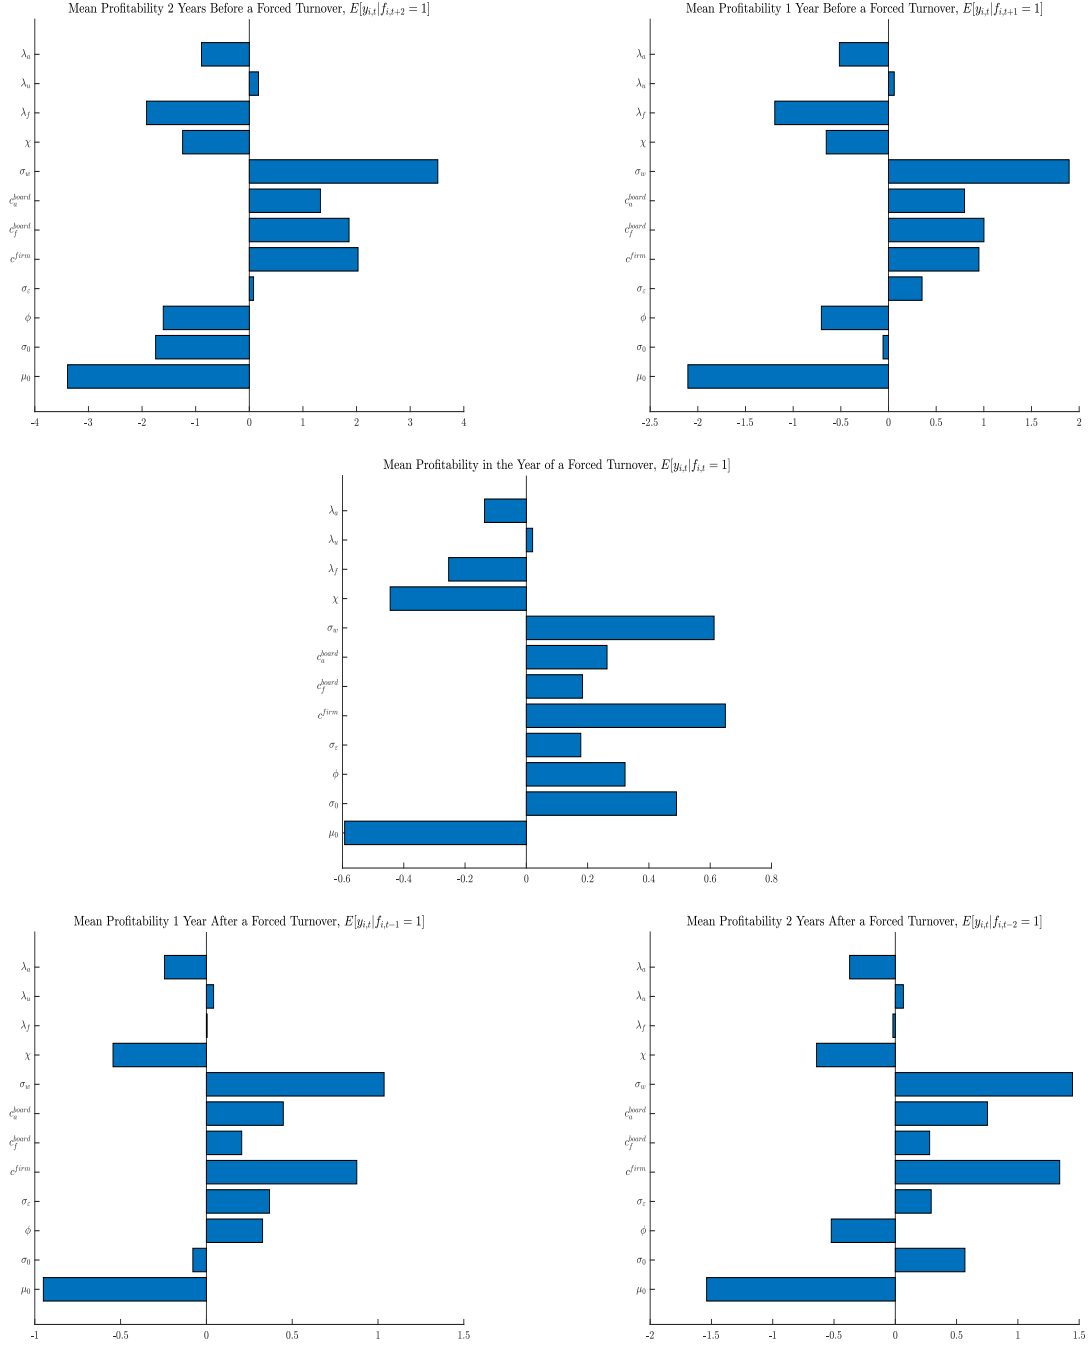 Mean Profitability 2 Years Before a Forced Turnover, E[y_{i,t}|f_{i,t+2} = 1]
λ_a
λ_u
λ_f
χ
σ_w
c_a^{board}
c_f^{board}
c^{firm}
σ_ε
φ
σ_0
μ_0
-4 -3 -2 -1 0 1 2 3 4
Mean Profitability 1 Year Before a Forced Turnover, E[y_{i,t}|f_{i,t+1} = 1]
λ_a
λ_u
λ_f
χ
σ_w
c_a^{board}
c_f^{board}
c^{firm}
σ_ε
φ
σ_0
μ_0
-2.5 -2 -1.5 -1 -0.5 0 0.5 1 1.5 2
Mean Profitability in the Year of a Forced Turnover, E[y_{i,t}|f_{i,t} = 1]
λ_a
λ_u
λ_f
χ
σ_w
c_a^{board}
c_f^{board}
c^{firm}
σ_ε
φ
σ_0
μ_0
-0.6 -0.4 -0.2 0 0.2 0.4 0.6 0.8
Mean Profitability 1 Year After a Forced Turnover, E[y_{i,t}|f_{i,t-1} = 1]
λ_a
λ_u
λ_f
χ
σ_w
c_a^{board}
c_f^{board}
c^{firm}
σ_ε
φ
σ_0
μ_0
-1 -0.5 0 0.5 1 1.5
Mean Profitability 2 Years After a Forced Turnover, E[y_{i,t}|f_{i,t-2} = 1]
λ_a
λ_u
λ_f
χ
σ_w
c_a^{board}
c_f^{board}
c^{firm}
σ_ε
φ
σ_0
μ_0
-2 -1.5 -1 -0.5 0 0.5 1 1.5